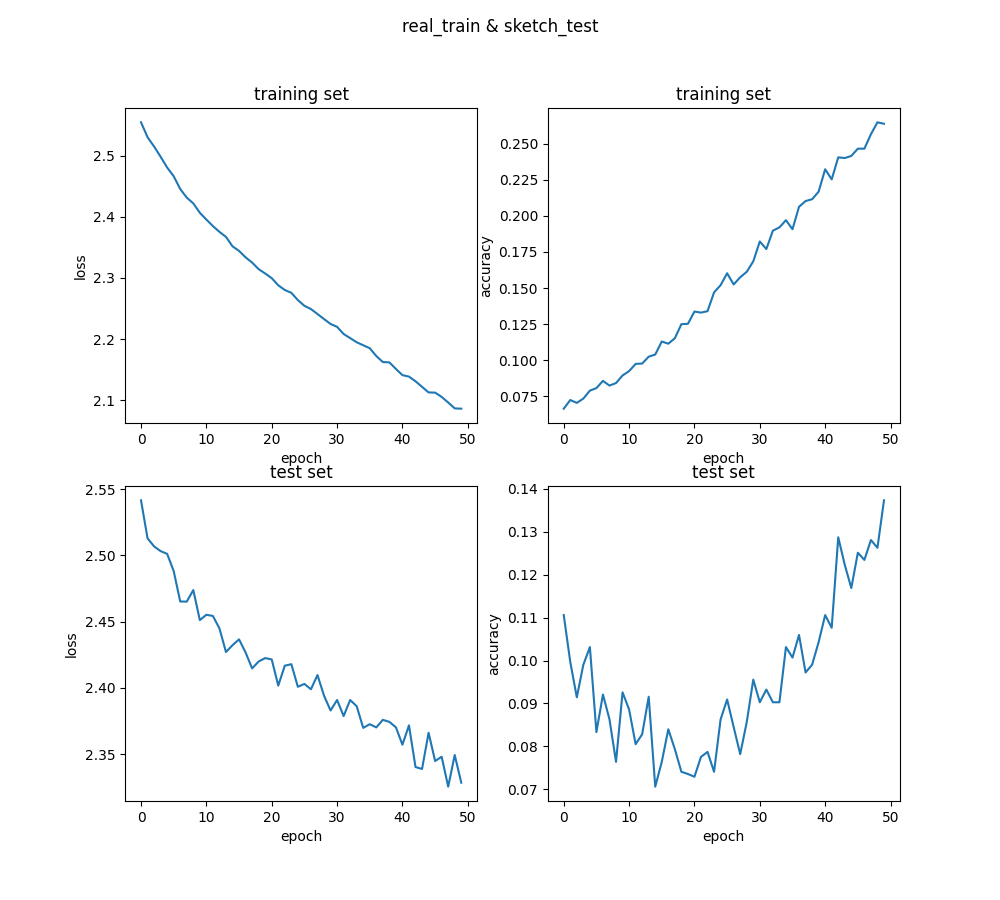 real_train & sketch_test
training set
2.5
2.4
2.3
2.2
2.1
loss
0 10 20 30 40 50
epoch
training set
0.250
0.225
0.200
0.175
0.150
0.125
0.100
0.075
accuracy
0 10 20 30 40 50
epoch
test set
2.55
2.50
2.45
2.40
2.35
loss
0 10 20 30 40 50
epoch
test set
0.14
0.13
0.12
0.11
0.10
0.09
0.08
0.07
accuracy
0 10 20 30 40 50
epoch